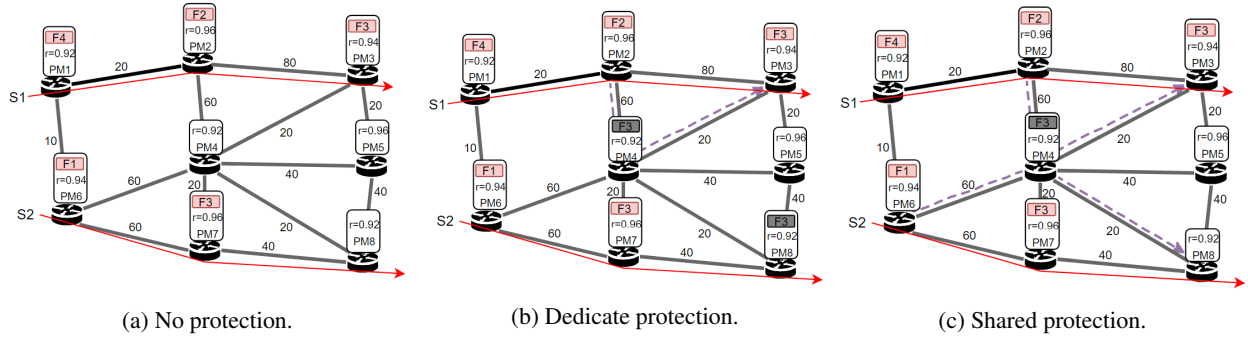 F4
r=0.92
PM1
20
F2
r=0.96
PM2
80
F3
r=0.94
PM3
S1
10
60
20
20
r=0.92
PM4
r=0.96
PM5
F1
r=0.94
PM6
60
20
40
40
S2
60
F3
r=0.96
PM7
20
40
r=0.92
PM8
(a) No protection.
F4
r=0.92
PM1
20
F2
r=0.96
PM2
80
F3
r=0.94
PM3
S1
10
60
20
20
F3
r=0.92
PM4
r=0.96
PM5
F1
r=0.94
PM6
60
20
40
40
S2
60
F3
r=0.96
PM7
20
40
F3
r=0.92
PM8
(b) Dedicate protection.
F4
r=0.92
PM1
20
F2
r=0.96
PM2
80
F3
r=0.94
PM3
S1
10
60
20
20
F3
r=0.92
PM4
r=0.96
PM5
F1
r=0.94
PM6
60
20
40
40
S2
60
F3
r=0.96
PM7
20
40
r=0.92
PM8
(c) Shared protection.